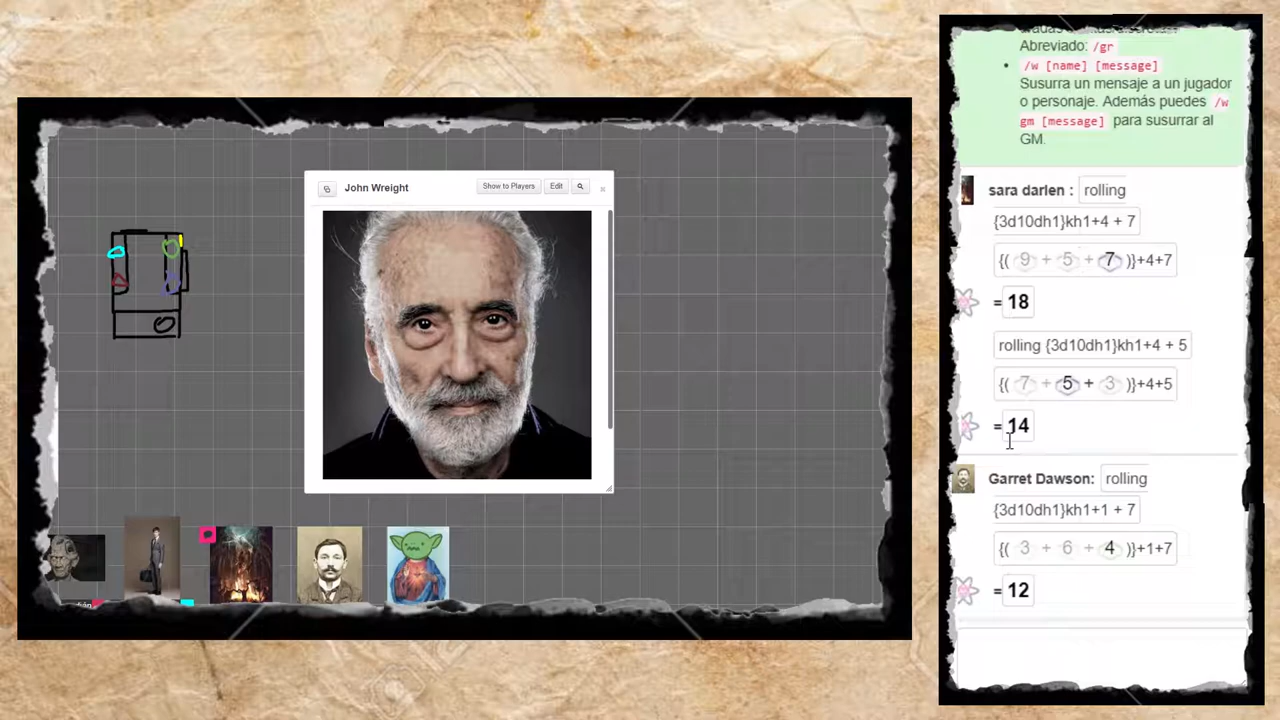 John Wreight
Show to Players
Edit
Abreviado: /gr
/w [name] [message]
Susurra un mensaje a un jugador
o personaje. Además puedes /w
gm [message] para susurrar al
GM.
sara darlen : rolling
{3d10dh1}kh1+4 + 7
{( 9 + 5 + 7 )}+4+7
= 18
rolling {3d10dh1}kh1+4 + 5
{( 7 + 5 + 3 )}+4+5
= 14
Garret Dawson: rolling
{3d10dh1}kh1+1 + 7
{( 3 + 6 + 4 )}+1+7
= 12